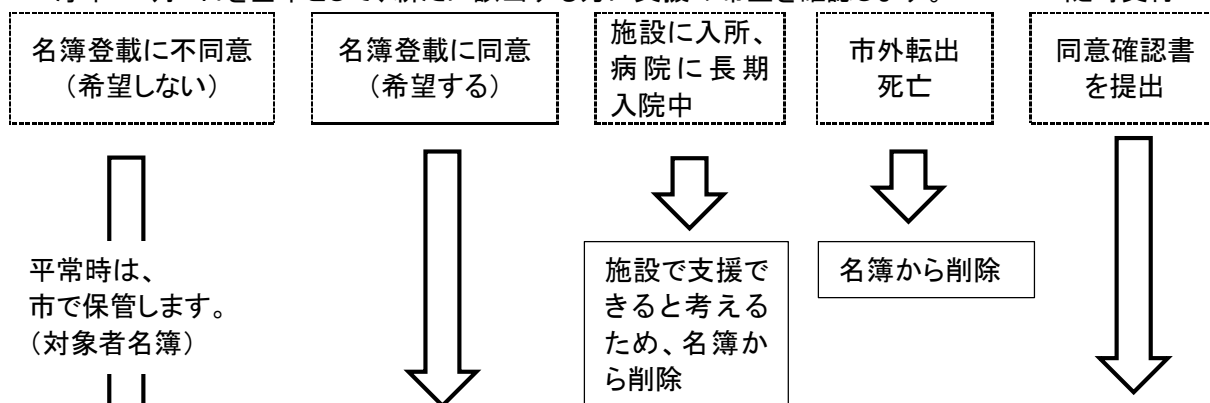 名簿登載に不同意
（希望しない）
名簿登載に同意
（希望する）
施設に入所、
病院に長期
入院中
市外転出
死亡
同意確認書
を提出
平常時は、
市で保管します。
（対象者名簿）
施設で支援で
きると考える
ため、名簿か
ら削除
名簿から削除